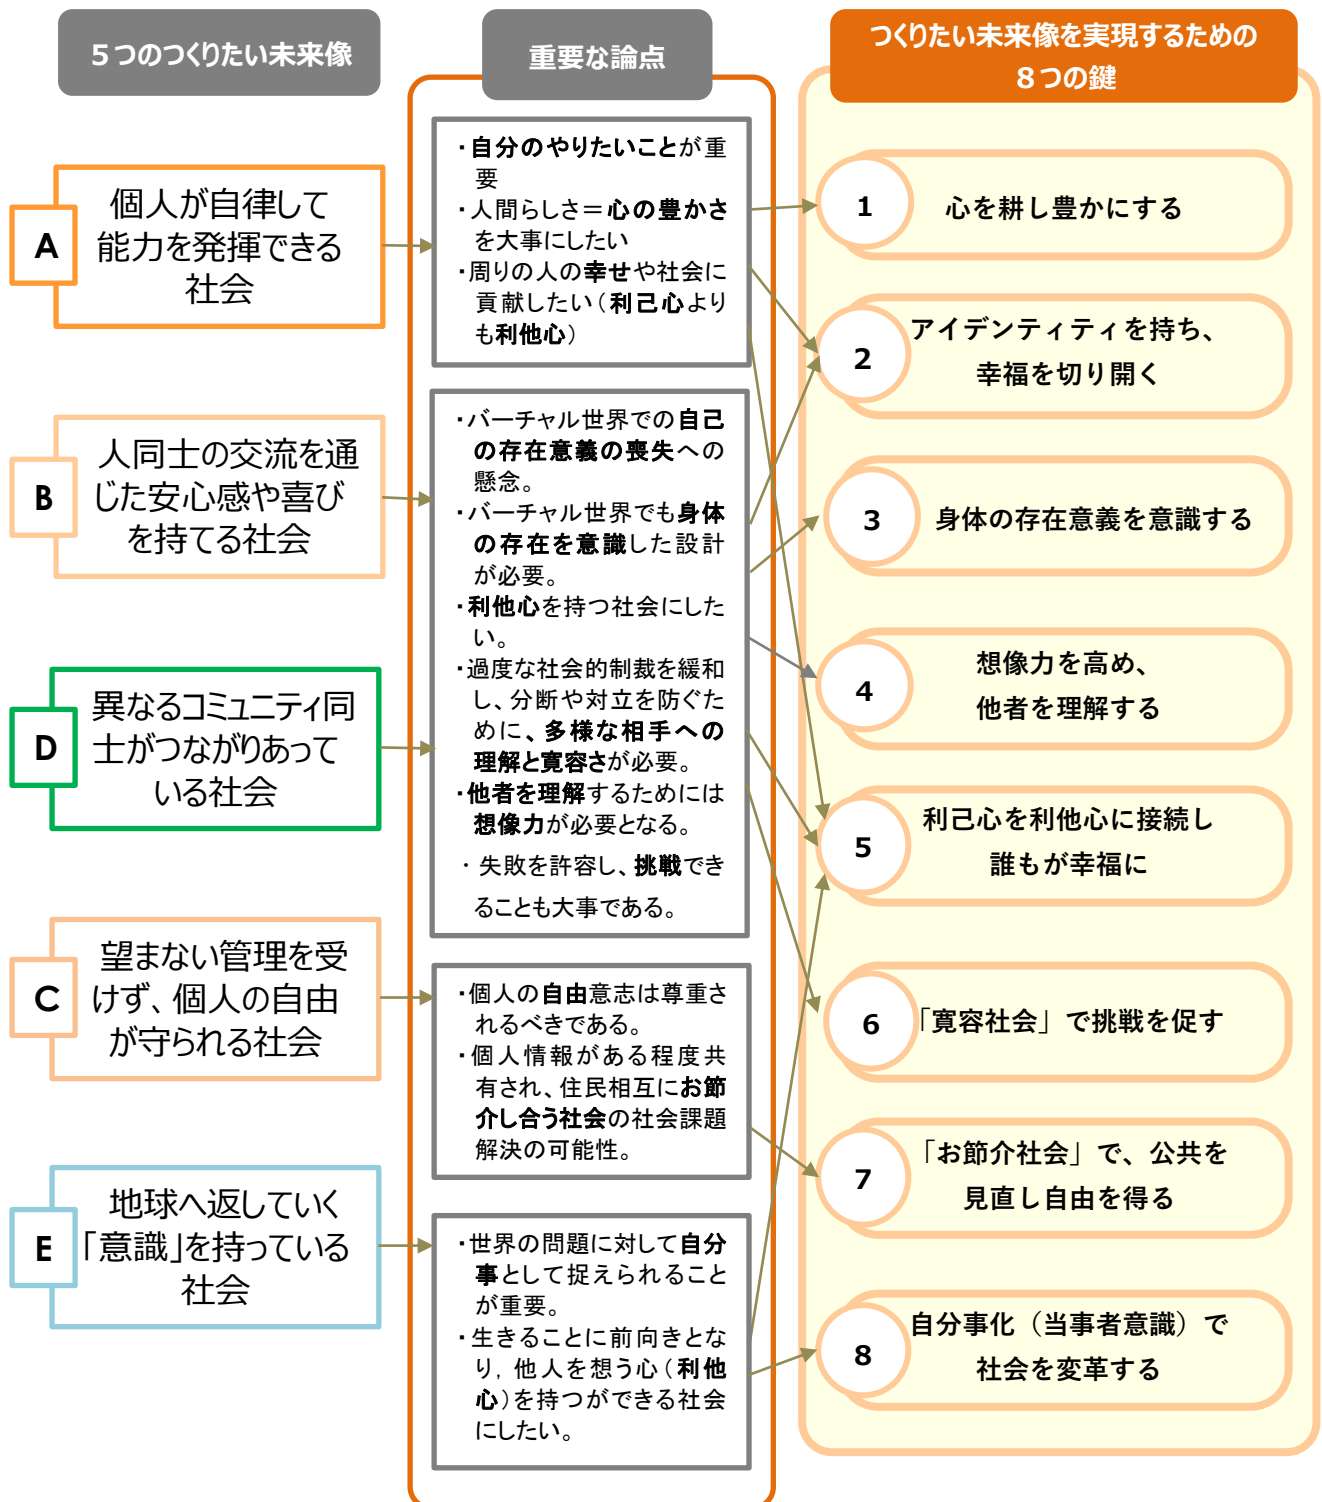 5つのつくりたい未来像
重要な論点
つくりたい未来像を実現するための
8つの鍵
A
個人が自律して
能力を発揮できる
社会
B
人同士の交流を通
じた安心感や喜び
を持てる社会
D
異なるコミュニティ同
士がつながりあって
いる社会
C
望まない管理を受
けず、個人の自由
が守られる社会
E
地球へ返していく
「意識」を持っている
社会
・自分のやりたいことが重
要
・人間らしさ＝心の豊かさ
を大事にしたい
・周りの人の幸せや社会に
貢献したい（利己心より
も利他心）
・バーチャル世界での自己
の存在意義の喪失への
懸念。
・バーチャル世界でも身体
の存在を意識した設計
が必要。
・利他心を持つ社会にした
い。
・過度な社会的制裁を緩和
し、分断や対立を防ぐた
めに、多様な相手への
理解と寛容さが必要。
・他者を理解するためには
想像力が必要となる。
・失敗を許容し、挑戦でき
ることも大事である。
・個人の自由意志は尊重さ
れるべきである。
・個人情報がある程度共
有され、住民相互にお節
介し合う社会の社会課題
解決の可能性。
・世界の問題に対して自分
事として捉えられること
が重要。
・生きることに前向きとな
り,他人を想う心（利他
心）を持つができる社会
にしたい。
1
心を耕し豊かにする
2
アイデンティティを持ち、
幸福を切り開く
3
身体の存在意義を意識する
4
想像力を高め、
他者を理解する
5
利己心を利他心に接続し
誰もが幸福に
6
「寛容社会」で挑戦を促す
7
「お節介社会」で、公共を
見直し自由を得る
8
自分事化（当事者意識）で
社会を変革する